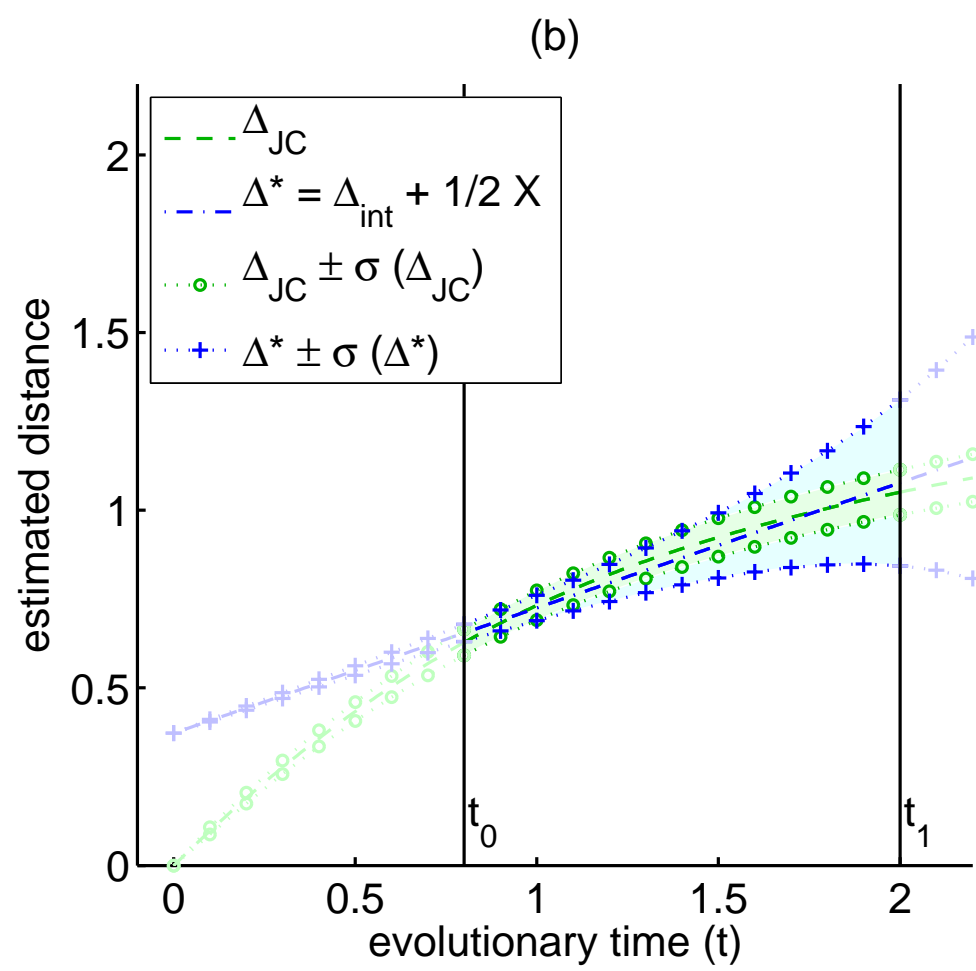 (b)
Δ_JC
Δ* = Δ_int + 1/2 X
Δ_JC ± σ (Δ_JC)
Δ* ± σ (Δ*)
estimated distance
2
1.5
1
0.5
0
t_0
t_1
0 0.5 1 1.5 2
evolutionary time (t)